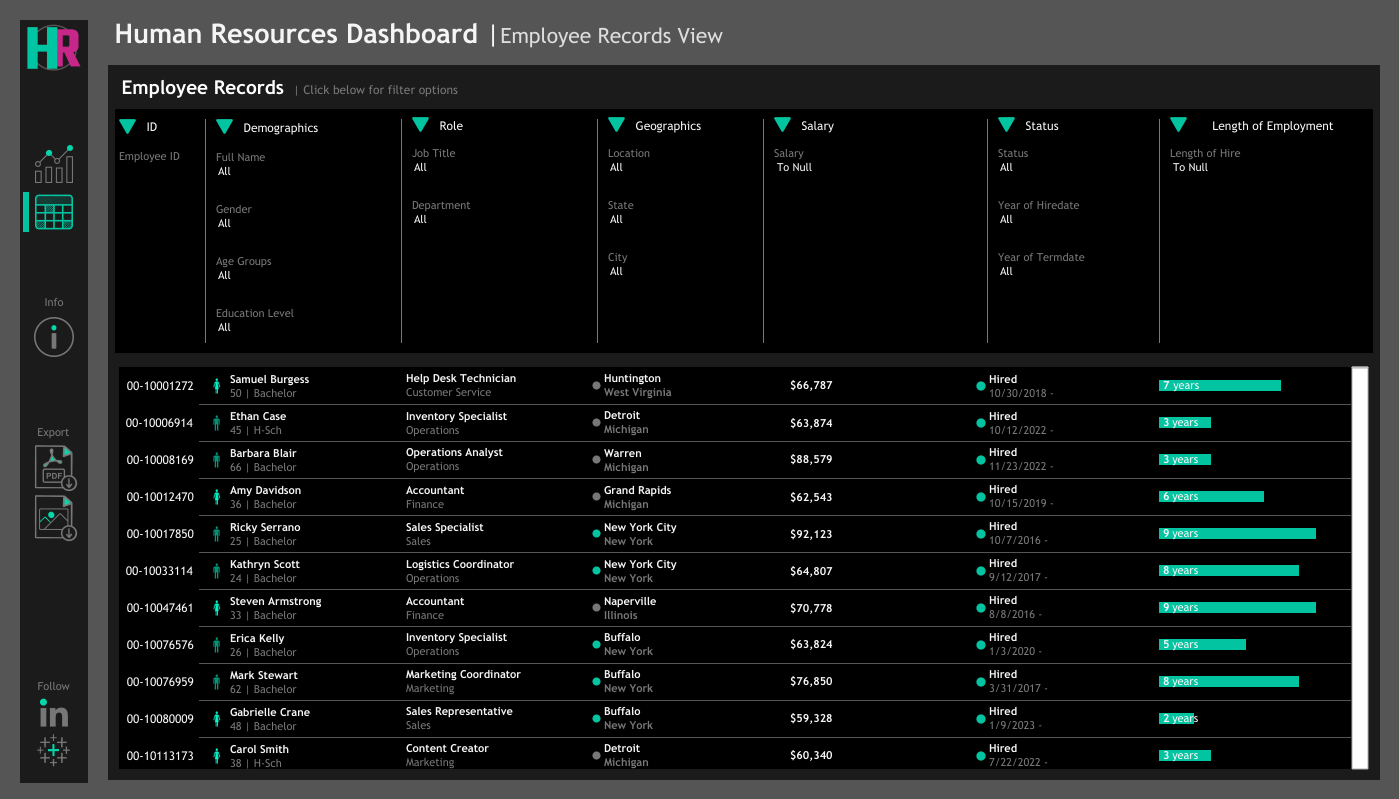 HR
Human Resources Dashboard | Employee Records View
Employee Records | Click below for filter options
ID
Employee ID
Demographics
Full Name
All
Gender
All
Age Groups
All
Education Level
All
Role
Job Title
All
Department
All
Geographics
Location
All
State
All
City
All
Salary
Salary
To Null
Status
Status
All
Year of Hiredate
All
Year of Termdate
All
Length of Employment
Length of Hire
To Null
Info
i
Export
PDF
Follow
in
00-10001272 Samuel Burgess Help Desk Technician Huntington $66,787 Hired 7 years
50 | Bachelor Customer Service West Virginia 10/30/2018 -
00-10006914 Ethan Case Inventory Specialist Detroit $63,874 Hired 3 years
45 | H-Sch Operations Michigan 10/12/2022 -
00-10008169 Barbara Blair Operations Analyst Warren $88,579 Hired 3 years
66 | Bachelor Operations Michigan 11/23/2022 -
00-10012470 Amy Davidson Accountant Grand Rapids $62,543 Hired 6 years
36 | Bachelor Finance Michigan 10/15/2019 -
00-10017850 Ricky Serrano Sales Specialist New York City $92,123 Hired 9 years
25 | Bachelor Sales New York 10/7/2016 -
00-10033114 Kathryn Scott Logistics Coordinator New York City $64,807 Hired 8 years
24 | Bachelor Operations New York 9/12/2017 -
00-10047461 Steven Armstrong Accountant Naperville $70,778 Hired 9 years
33 | Bachelor Finance Illinois 8/8/2016 -
00-10076576 Erica Kelly Inventory Specialist Buffalo $63,824 Hired 5 years
26 | Bachelor Operations New York 1/3/2020 -
00-10076959 Mark Stewart Marketing Coordinator Buffalo $76,850 Hired 8 years
62 | Bachelor Marketing New York 3/31/2017 -
00-10080009 Gabrielle Crane Sales Representative Buffalo $59,328 Hired 2 years
48 | Bachelor Sales New York 1/9/2023 -
00-10113173 Carol Smith Content Creator Detroit $60,340 Hired 3 years
38 | H-Sch Marketing Michigan 7/22/2022 -